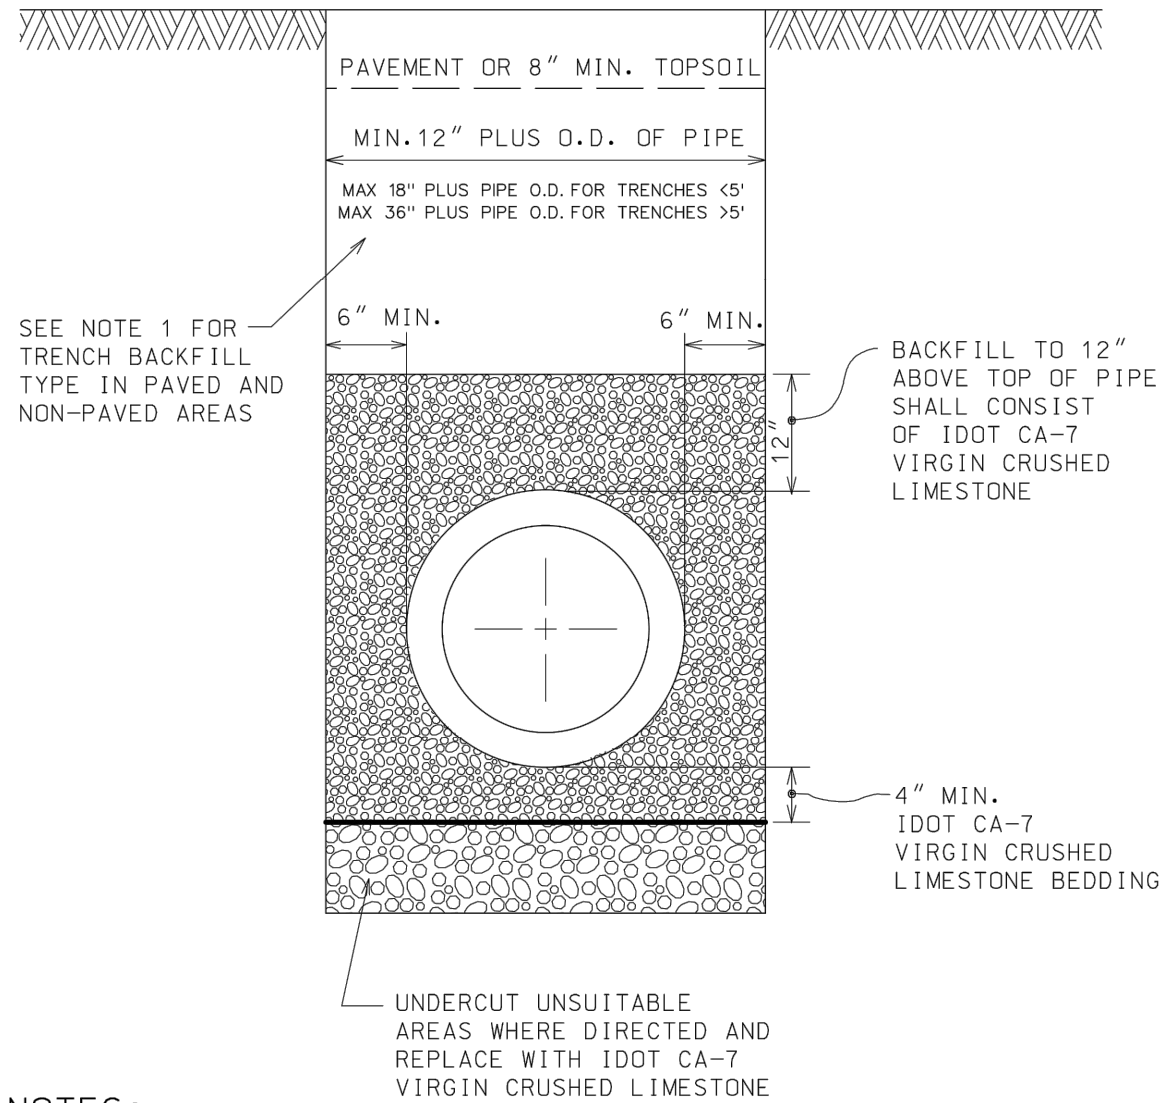 PAVEMENT OR 8" MIN. TOPSOIL
MIN.12" PLUS O.D. OF PIPE
MAX 18" PLUS PIPE O.D. FOR TRENCHES <5'
MAX 36" PLUS PIPE O.D. FOR TRENCHES >5'
6" MIN.
6" MIN.
SEE NOTE 1 FOR
TRENCH BACKFILL
TYPE IN PAVED AND
NON-PAVED AREAS
12"
BACKFILL TO 12"
ABOVE TOP OF PIPE
SHALL CONSIST
OF IDOT CA-7
VIRGIN CRUSHED
LIMESTONE
4" MIN.
IDOT CA-7
VIRGIN CRUSHED
LIMESTONE BEDDING
UNDERCUT UNSUITABLE
AREAS WHERE DIRECTED AND
REPLACE WITH IDOT CA-7
VIRGIN CRUSHED LIMESTONE
NOTES: